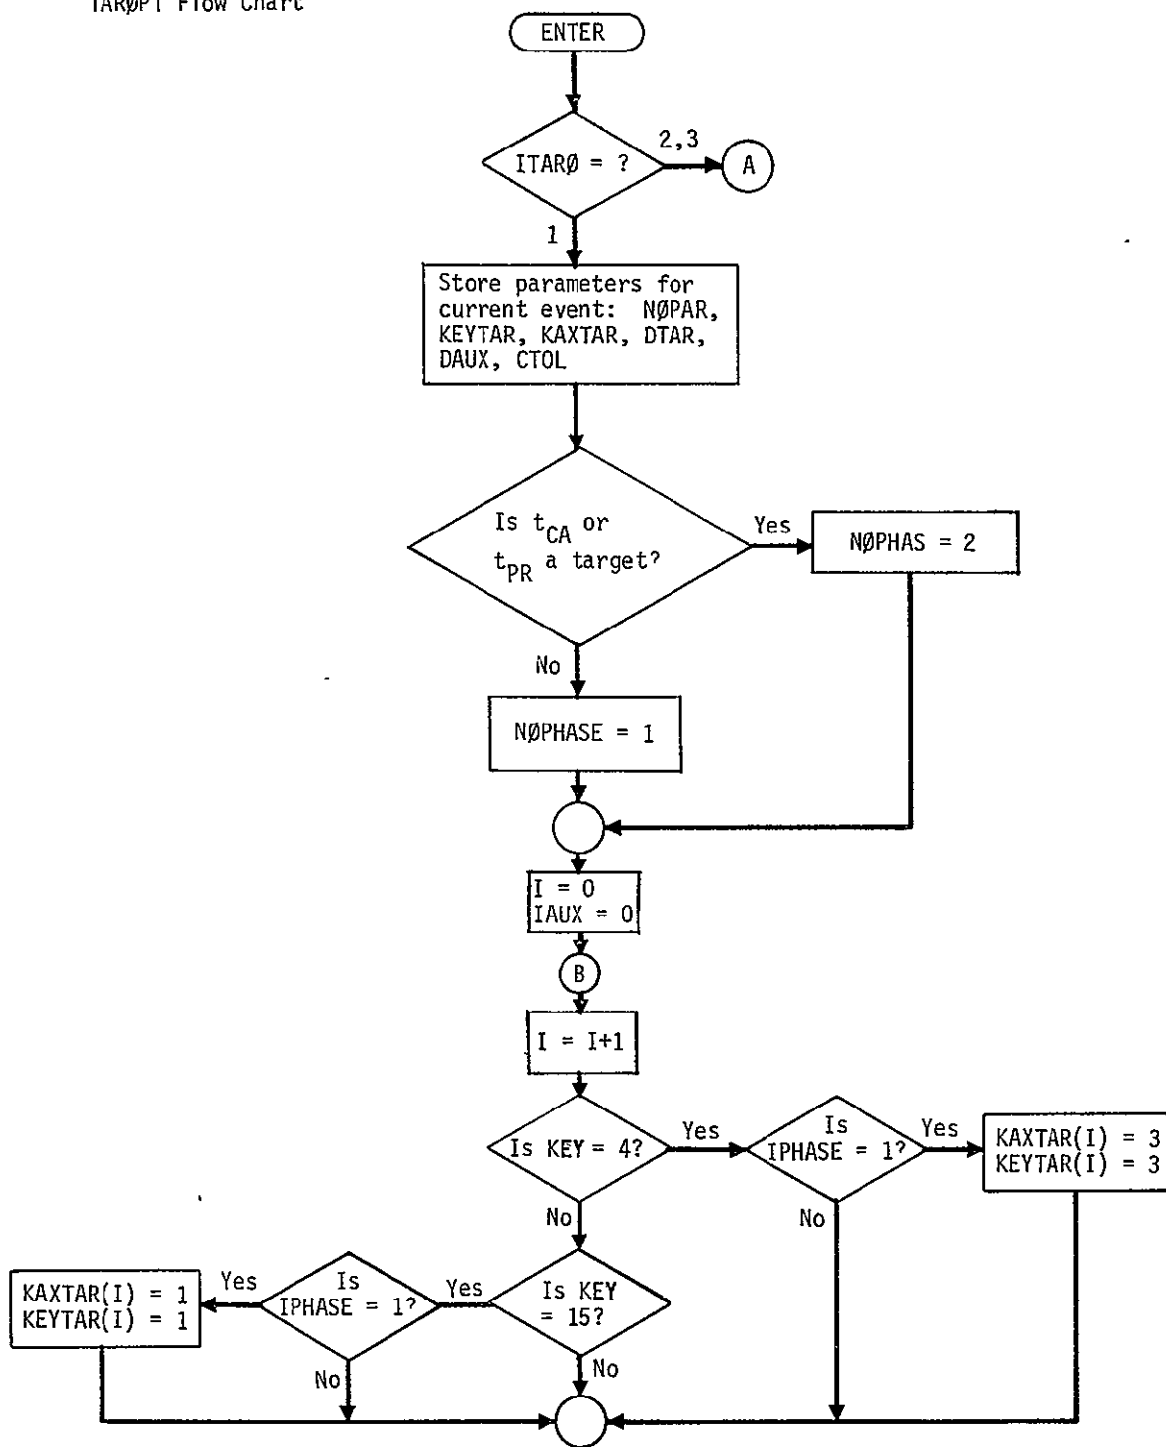 TARØPT Flow Chart
ENTER
ITARØ = ?
2,3
A
1
Store parameters for
current event: NØPAR,
KEYTAR, KAXTAR, DTAR,
DAUX, CTOL
Is tCA or
tPR a target?
Yes
NØPHAS = 2
No
NØPHASE = 1
I = 0
IAUX = 0
B
I = I+1
Is KEY = 4?
Yes
Is
IPHASE = 1?
Yes
KAXTAR(I) = 3
KEYTAR(I) = 3
No
No
Is KEY
= 15?
Yes
Is
IPHASE = 1?
Yes
KAXTAR(I) = 1
KEYTAR(I) = 1
No
No